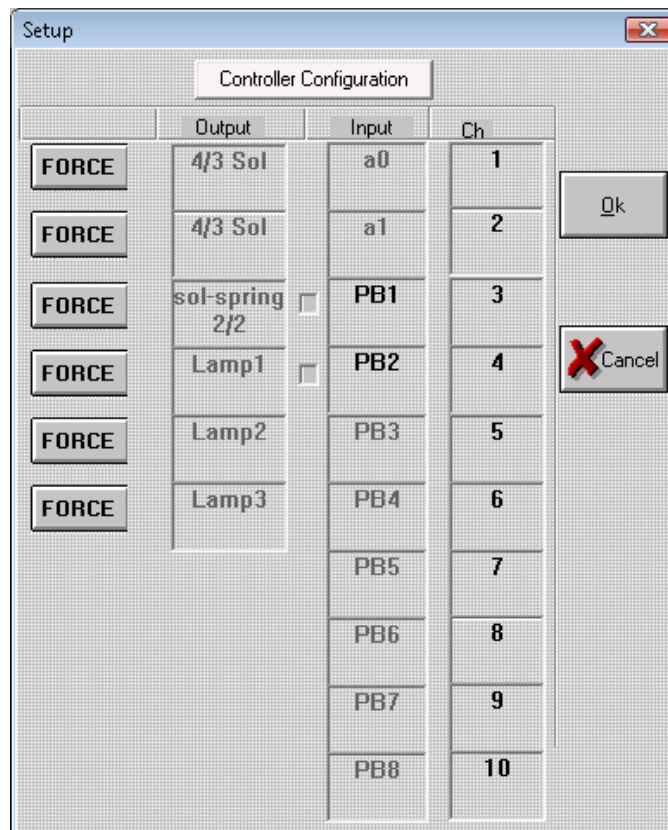 Setup
Controller Configuration
Output Input Ch
FORCE 4/3 Sol a0 1
Ok
FORCE 4/3 Sol a1 2
FORCE sol-spring PB1 3
2/2
FORCE Lamp1 PB2 4
Cancel
FORCE Lamp2 PB3 5
FORCE Lamp3 PB4 6
PB5 7
PB6 8
PB7 9
PB8 10